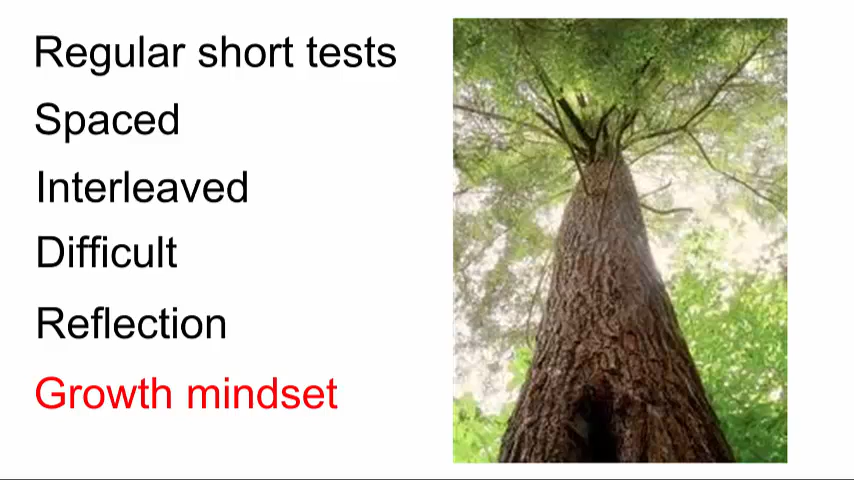 Regular short tests
Spaced
Interleaved
Difficult
Reflection
Growth mindset